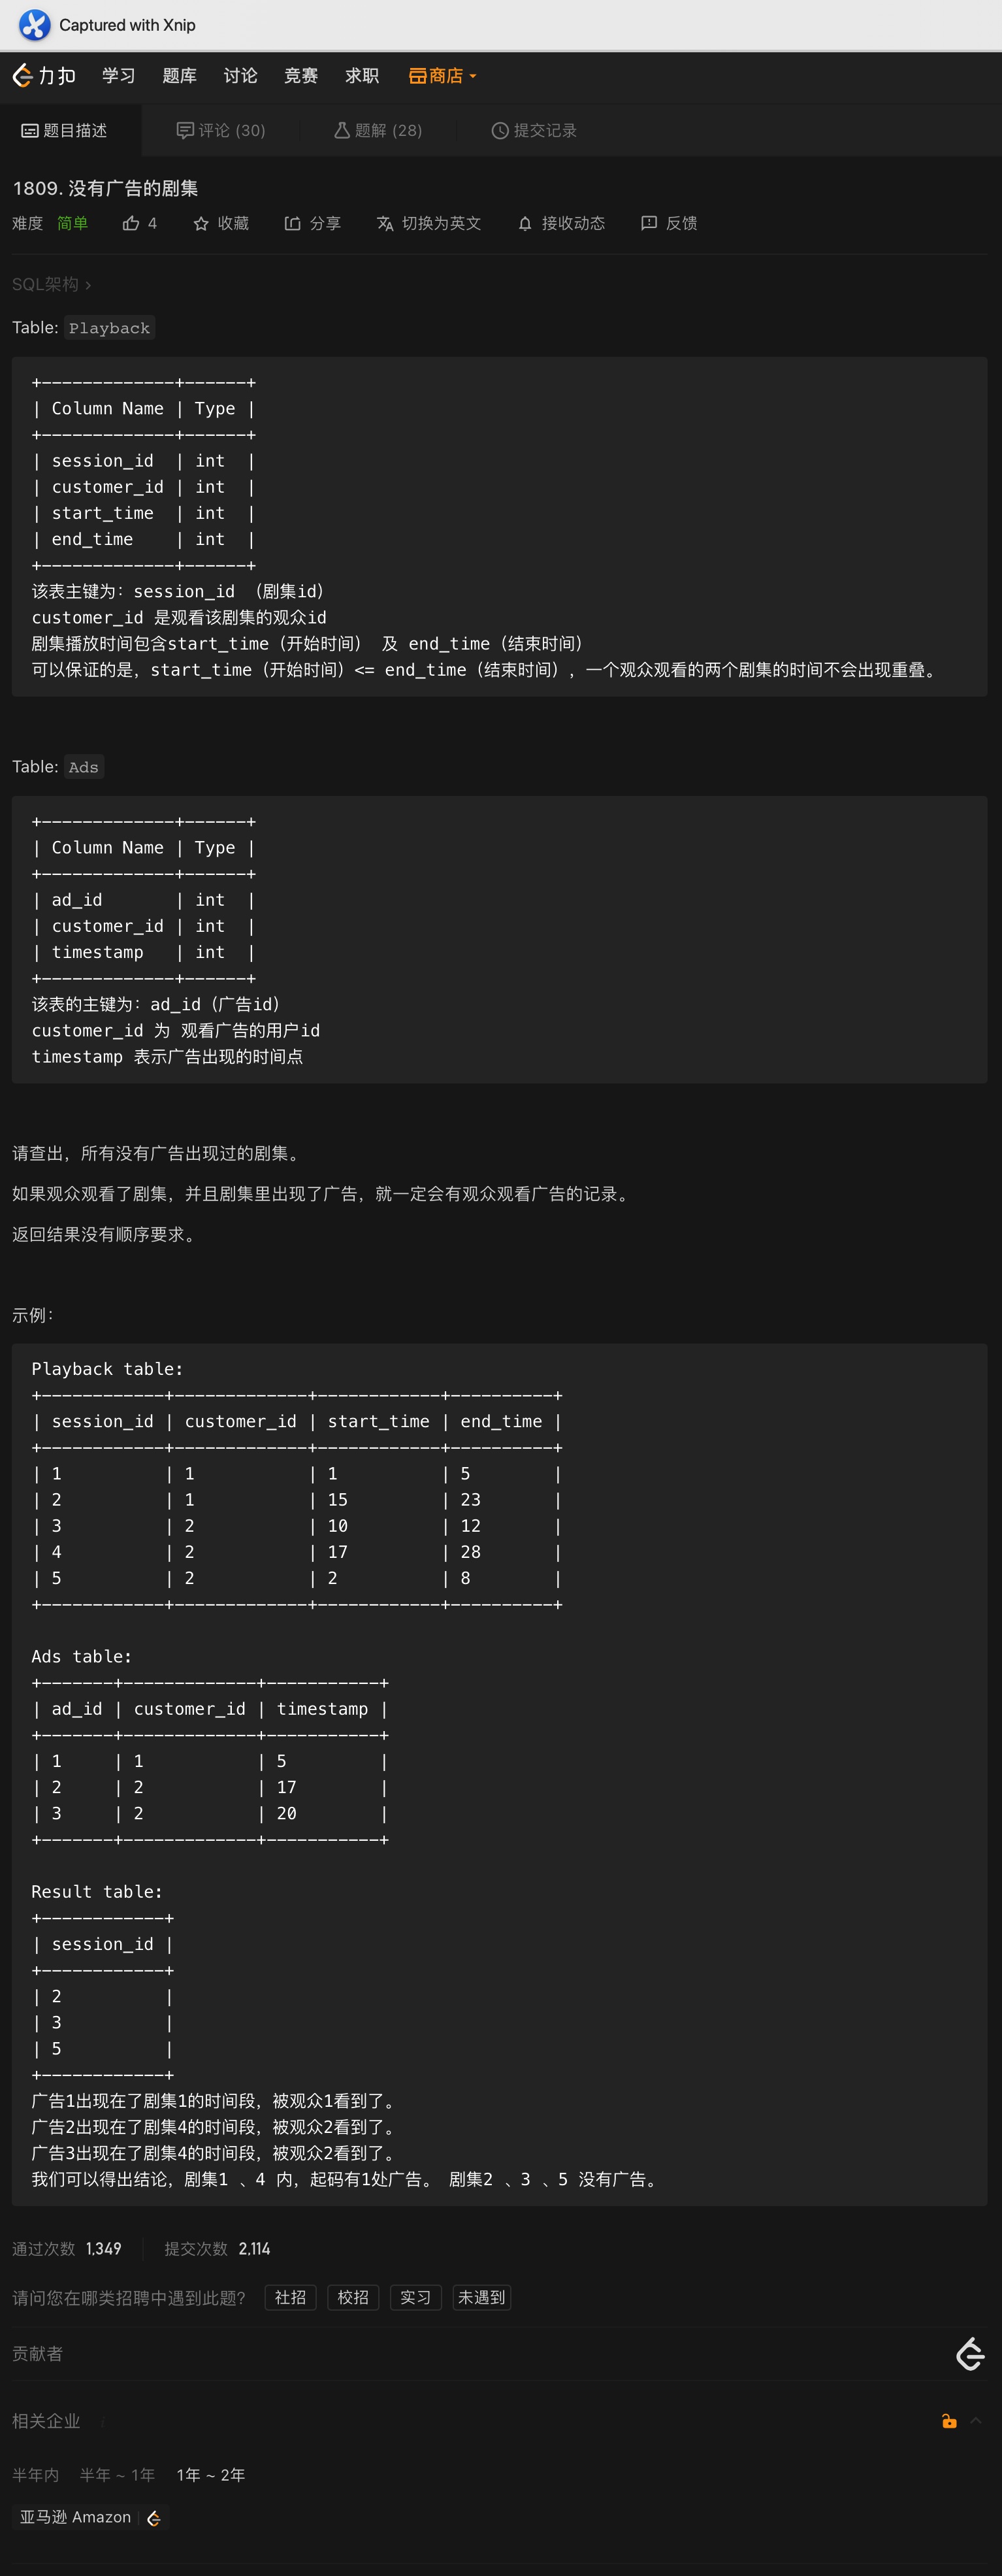 Captured with Xnip
力扣 学习 题库 讨论 竞赛 求职 商店
题目描述 评论 (30) 题解 (28) 提交记录
1809. 没有广告的剧集
难度 简单 4 收藏 分享 切换为英文 接收动态 反馈
SQL架构 ›
Table: Playback
+-------------+------+
| Column Name | Type |
+-------------+------+
| session_id  | int  |
| customer_id | int  |
| start_time  | int  |
| end_time    | int  |
+-------------+------+
该表主键为：session_id （剧集id）
customer_id 是观看该剧集的观众id
剧集播放时间包含start_time（开始时间） 及 end_time（结束时间）
可以保证的是，start_time（开始时间）<= end_time（结束时间），一个观众观看的两个剧集的时间不会出现重叠。
Table: Ads
+-------------+------+
| Column Name | Type |
+-------------+------+
| ad_id       | int  |
| customer_id | int  |
| timestamp   | int  |
+-------------+------+
该表的主键为：ad_id（广告id）
customer_id 为 观看广告的用户id
timestamp 表示广告出现的时间点
请查出，所有没有广告出现过的剧集。
如果观众观看了剧集，并且剧集里出现了广告，就一定会有观众观看广告的记录。
返回结果没有顺序要求。
示例：
Playback table:
+------------+-------------+------------+----------+
| session_id | customer_id | start_time | end_time |
+------------+-------------+------------+----------+
| 1          | 1           | 1          | 5        |
| 2          | 1           | 15         | 23       |
| 3          | 2           | 10         | 12       |
| 4          | 2           | 17         | 28       |
| 5          | 2           | 2          | 8        |
+------------+-------------+------------+----------+
Ads table:
+-------+-------------+-----------+
| ad_id | customer_id | timestamp |
+-------+-------------+-----------+
| 1     | 1           | 5         |
| 2     | 2           | 17        |
| 3     | 2           | 20        |
+-------+-------------+-----------+
Result table:
+------------+
| session_id |
+------------+
| 2          |
| 3          |
| 5          |
+------------+
广告1出现在了剧集1的时间段，被观众1看到了。
广告2出现在了剧集4的时间段，被观众2看到了。
广告3出现在了剧集4的时间段，被观众2看到了。
我们可以得出结论，剧集1 、4 内，起码有1处广告。 剧集2 、3 、5 没有广告。
通过次数 1,349 提交次数 2,114
请问您在哪类招聘中遇到此题？ 社招 校招 实习 未遇到
贡献者
相关企业
半年内 半年 ~ 1年 1年 ~ 2年
亚马逊 Amazon